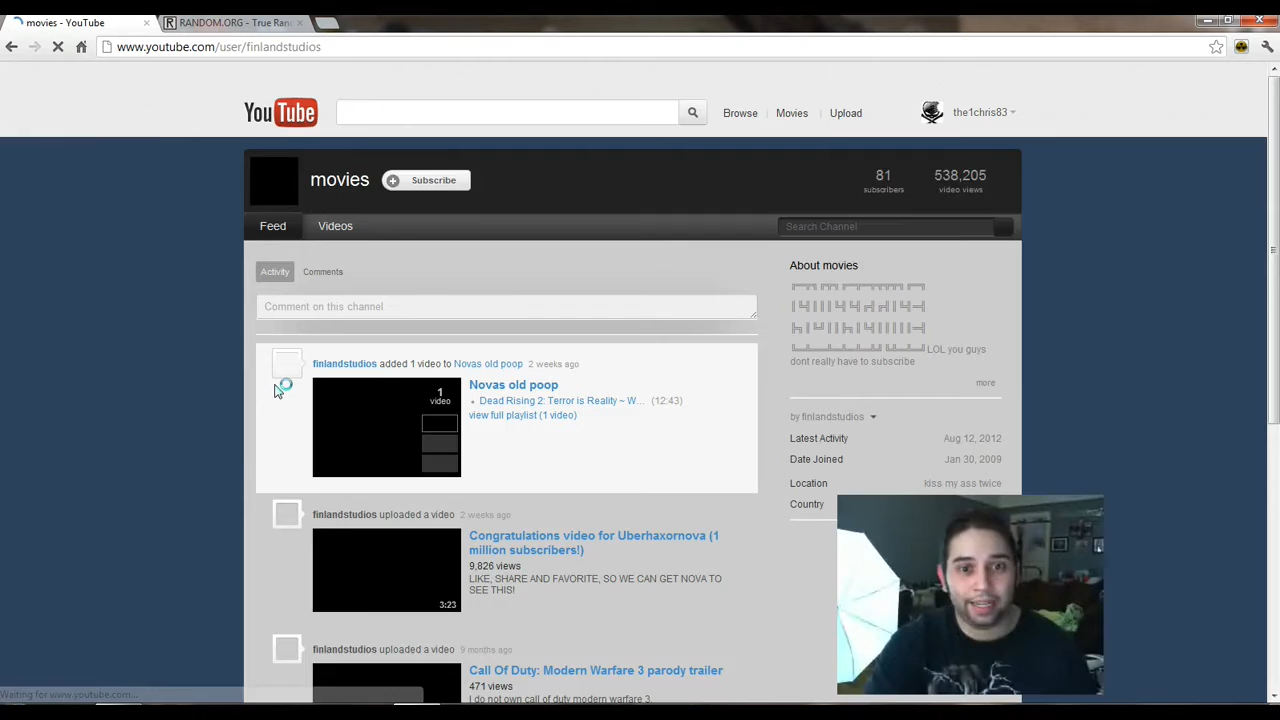 movies - YouTube
RANDOM.ORG - True Ran
www.youtube.com/user/finlandstudios
YouTube
Browse
Movies
Upload
the1chris83
movies
Subscribe
81
subscribers
538,205
video views
Feed
Videos
Search Channel
Activity
Comments
Comment on this channel
finlandstudios added 1 video to Novas old poop 2 weeks ago
1
video
Novas old poop
Dead Rising 2: Terror is Reality ~ W... (12:43)
view full playlist (1 video)
finlandstudios uploaded a video 2 weeks ago
3:23
Congratulations video for Uberhaxornova (1
million subscribers!)
9,826 views
LIKE, SHARE AND FAVORITE, SO WE CAN GET NOVA TO
SEE THIS!
finlandstudios uploaded a video 9 months ago
Call Of Duty: Modern Warfare 3 parody trailer
471 views
I do not own call of duty modern warfare 3.
About movies
LOL you guys
dont really have to subscribe
more
by finlandstudios
Latest Activity Aug 12, 2012
Date Joined Jan 30, 2009
Location kiss my ass twice
Country
Waiting for www.youtube.com...